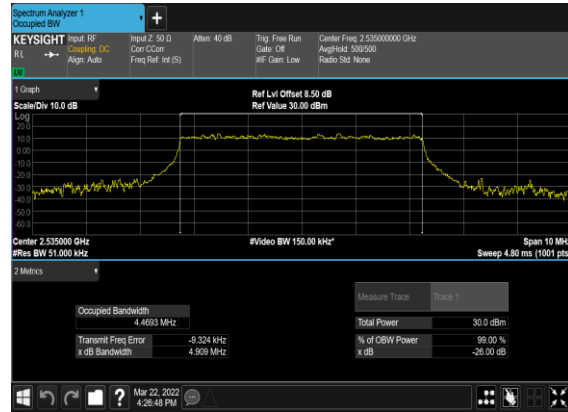 Spectrum Analyzer 1
Occupied BW
+
KEYSIGHT Input: RF Input Z: 50 Ω Atten: 40 dB Trig: Free Run Center Freq: 2.535000000 GHz
RL Coupling: DC Corr CCorr Gate: Off Avg|Hold: 500/500
Align: Auto Freq Ref: Int (S) #IF Gain: Low Radio Std: None
1 Graph
Ref Lvl Offset 8.50 dB
Scale/Div 10.0 dB Ref Value 30.00 dBm
Log
20.0
10.0
0.00
-10.0
-20.0
-30.0
-40.0
-50.0
-60.0
Center 2.535000 GHz #Video BW 150.00 kHz* Span 10 MHz
#Res BW 51.000 kHz Sweep 4.80 ms (1001 pts
2 Metrics
Measure Trace Trace 1
Occupied Bandwidth
4.4693 MHz
Total Power 30.0 dBm
Transmit Freq Error -9.324 kHz % of OBW Power 99.00 %
x dB Bandwidth 4.909 MHz x dB -26.00 dB
? Mar 22, 2022
4:26:48 PM